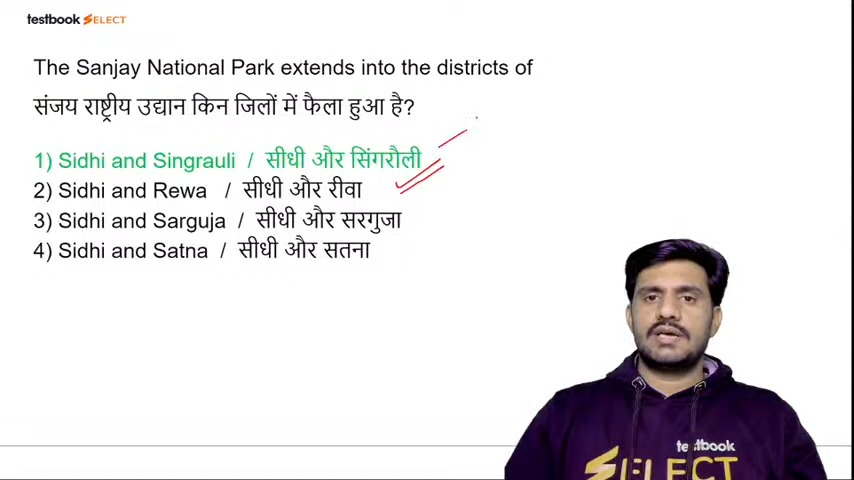 testbook SELECT
The Sanjay National Park extends into the districts of
संजय राष्ट्रीय उद्यान किन जिलों में फैला हुआ है?
1) Sidhi and Singrauli / सीधी और सिंगरौली
2) Sidhi and Rewa / सीधी और रीवा
3) Sidhi and Sarguja / सीधी और सरगुजा
4) Sidhi and Satna / सीधी और सतना
testbook
SELECT